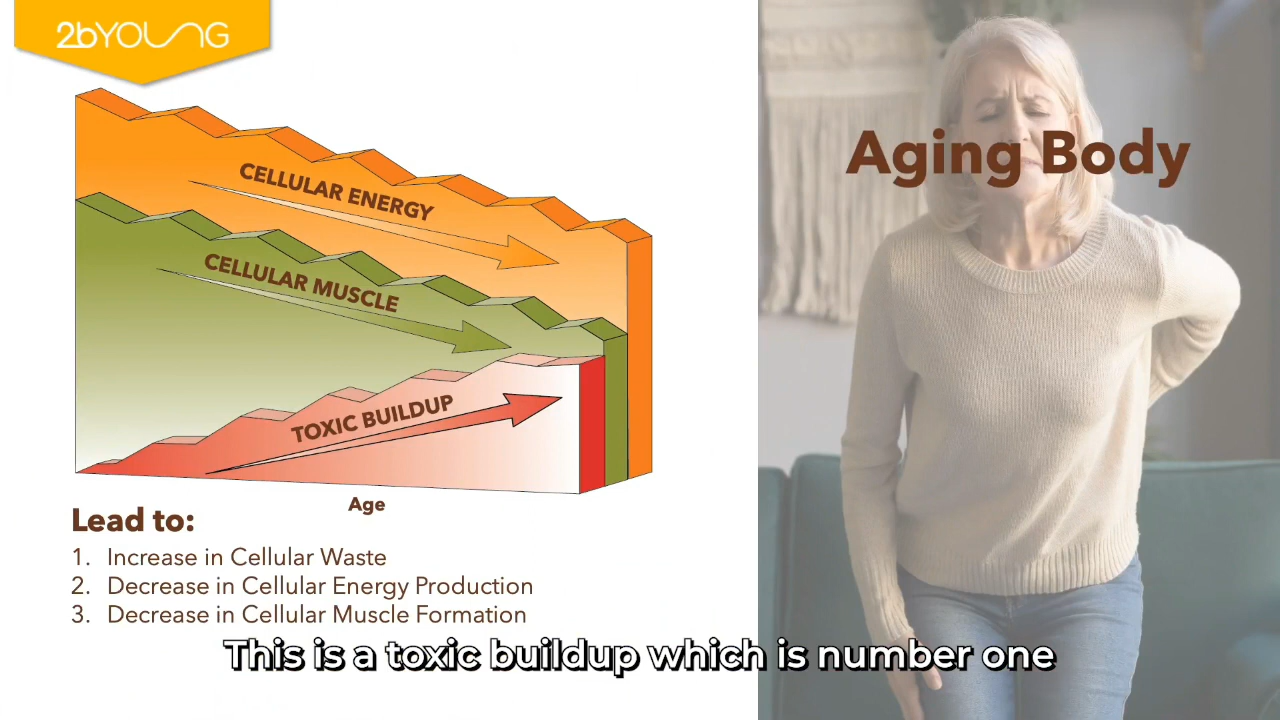 2bYOUNG
Aging Body
CELLULAR ENERGY
CELLULAR MUSCLE
TOXIC BUILDUP
Age
Lead to:
1. Increase in Cellular Waste
2. Decrease in Cellular Energy Production
3. Decrease in Cellular Muscle Formation
This is a toxic buildup which is number one